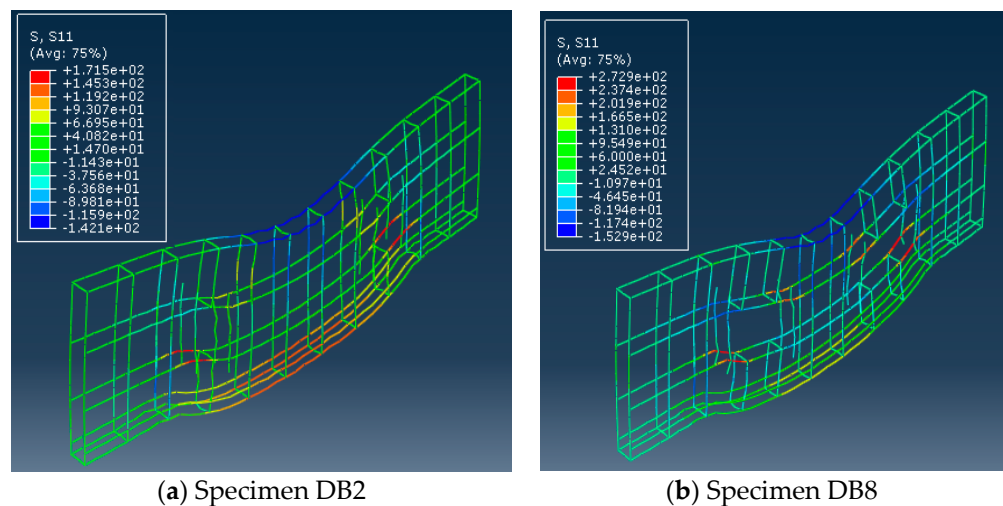 S, S11
(Avg: 75%)
+1.715e+02
+1.453e+02
+1.192e+02
+9.307e+01
+6.695e+01
+4.082e+01
+1.470e+01
-1.143e+01
-3.756e+01
-6.368e+01
-8.981e+01
-1.159e+02
-1.421e+02
S, S11
(Avg: 75%)
+2.729e+02
+2.374e+02
+2.019e+02
+1.665e+02
+1.310e+02
+9.549e+01
+6.000e+01
+2.452e+01
-1.097e+01
-4.645e+01
-8.194e+01
-1.174e+02
-1.529e+02
(a) Specimen DB2
(b) Specimen DB8